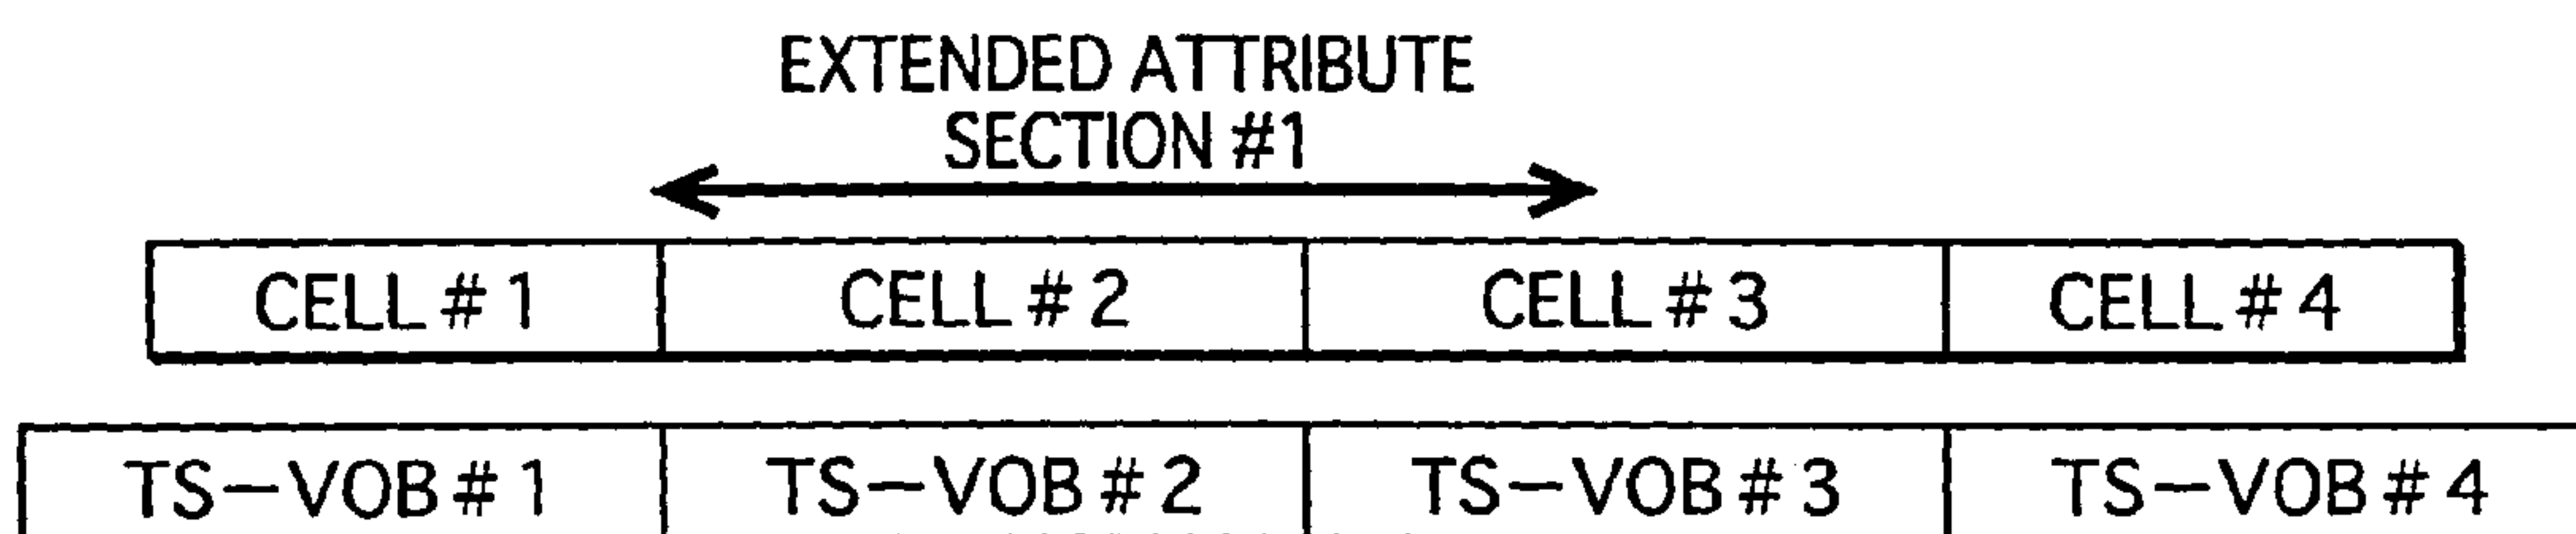 EXTENDED ATTRIBUTE
SECTION #1
CELL # 1 CELL # 2 CELL # 3 CELL # 4
TS-VOB # 1 TS-VOB # 2 TS-VOB # 3 TS-VOB # 4